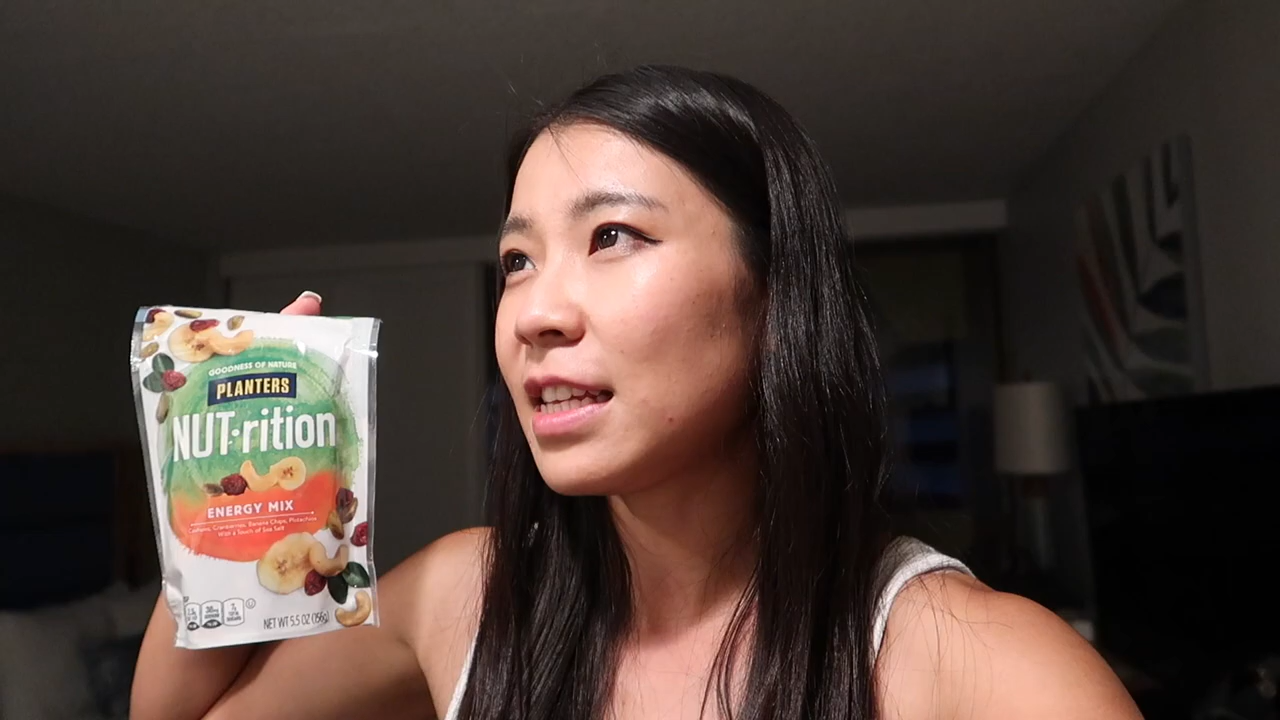 GOODNESS OF NATURE
PLANTERS
NUT·rition
ENERGY MIX
Cashews, Cranberries, Banana Chips, Pistachios
With a Touch of Sea Salt
NET WT 5.5 OZ (156g)